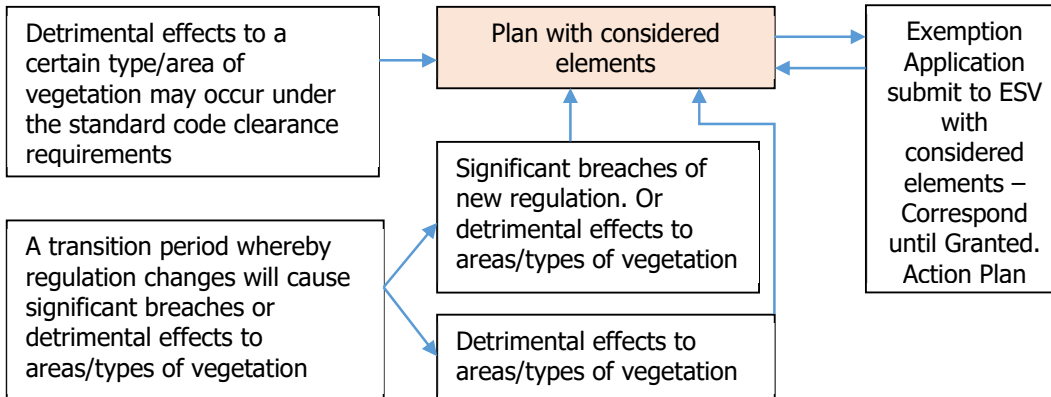 Detrimental effects to a
certain type/area of
vegetation may occur under
the standard code clearance
requirements
Plan with considered
elements
Exemption
Application
submit to ESV
with
considered
elements –
Correspond
until Granted.
Action Plan
Significant breaches of
new regulation. Or
detrimental effects to
areas/types of vegetation
A transition period whereby
regulation changes will cause
significant breaches or
detrimental effects to
areas/types of vegetation
Detrimental effects to
areas/types of vegetation